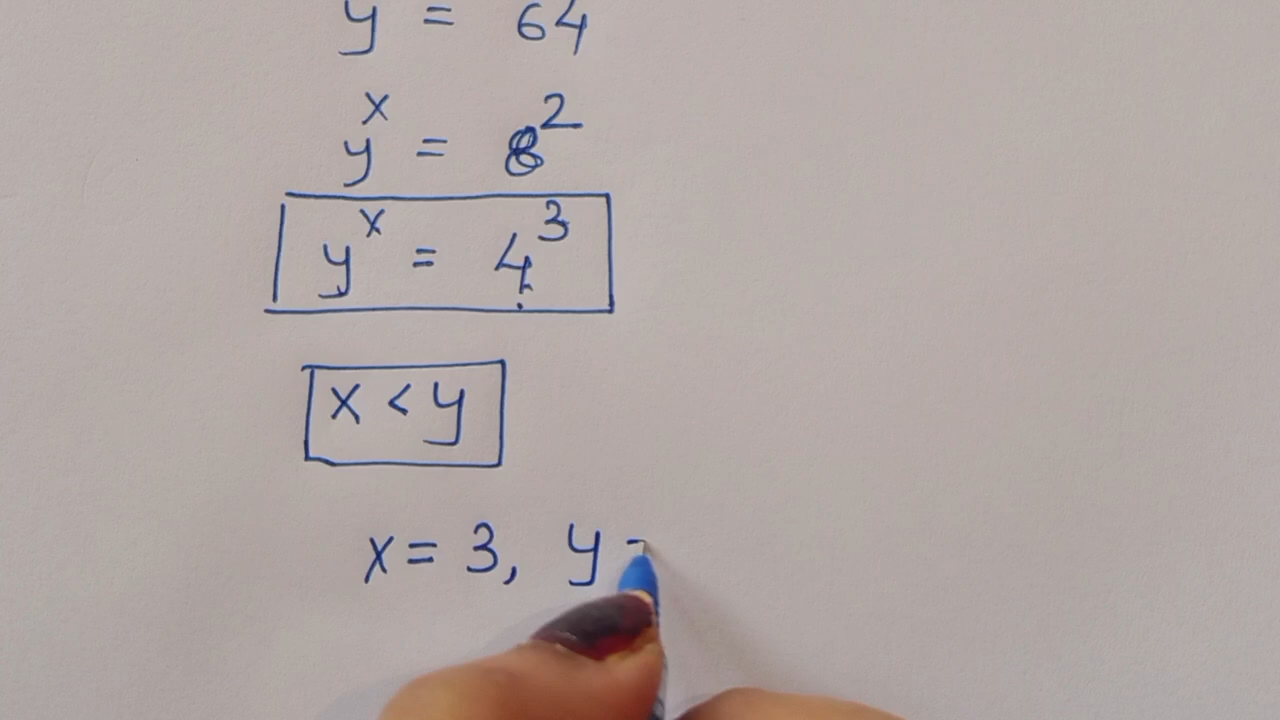 y = 64
y^x = 8^2
y^x = 4^3
x < y
x = 3, y -